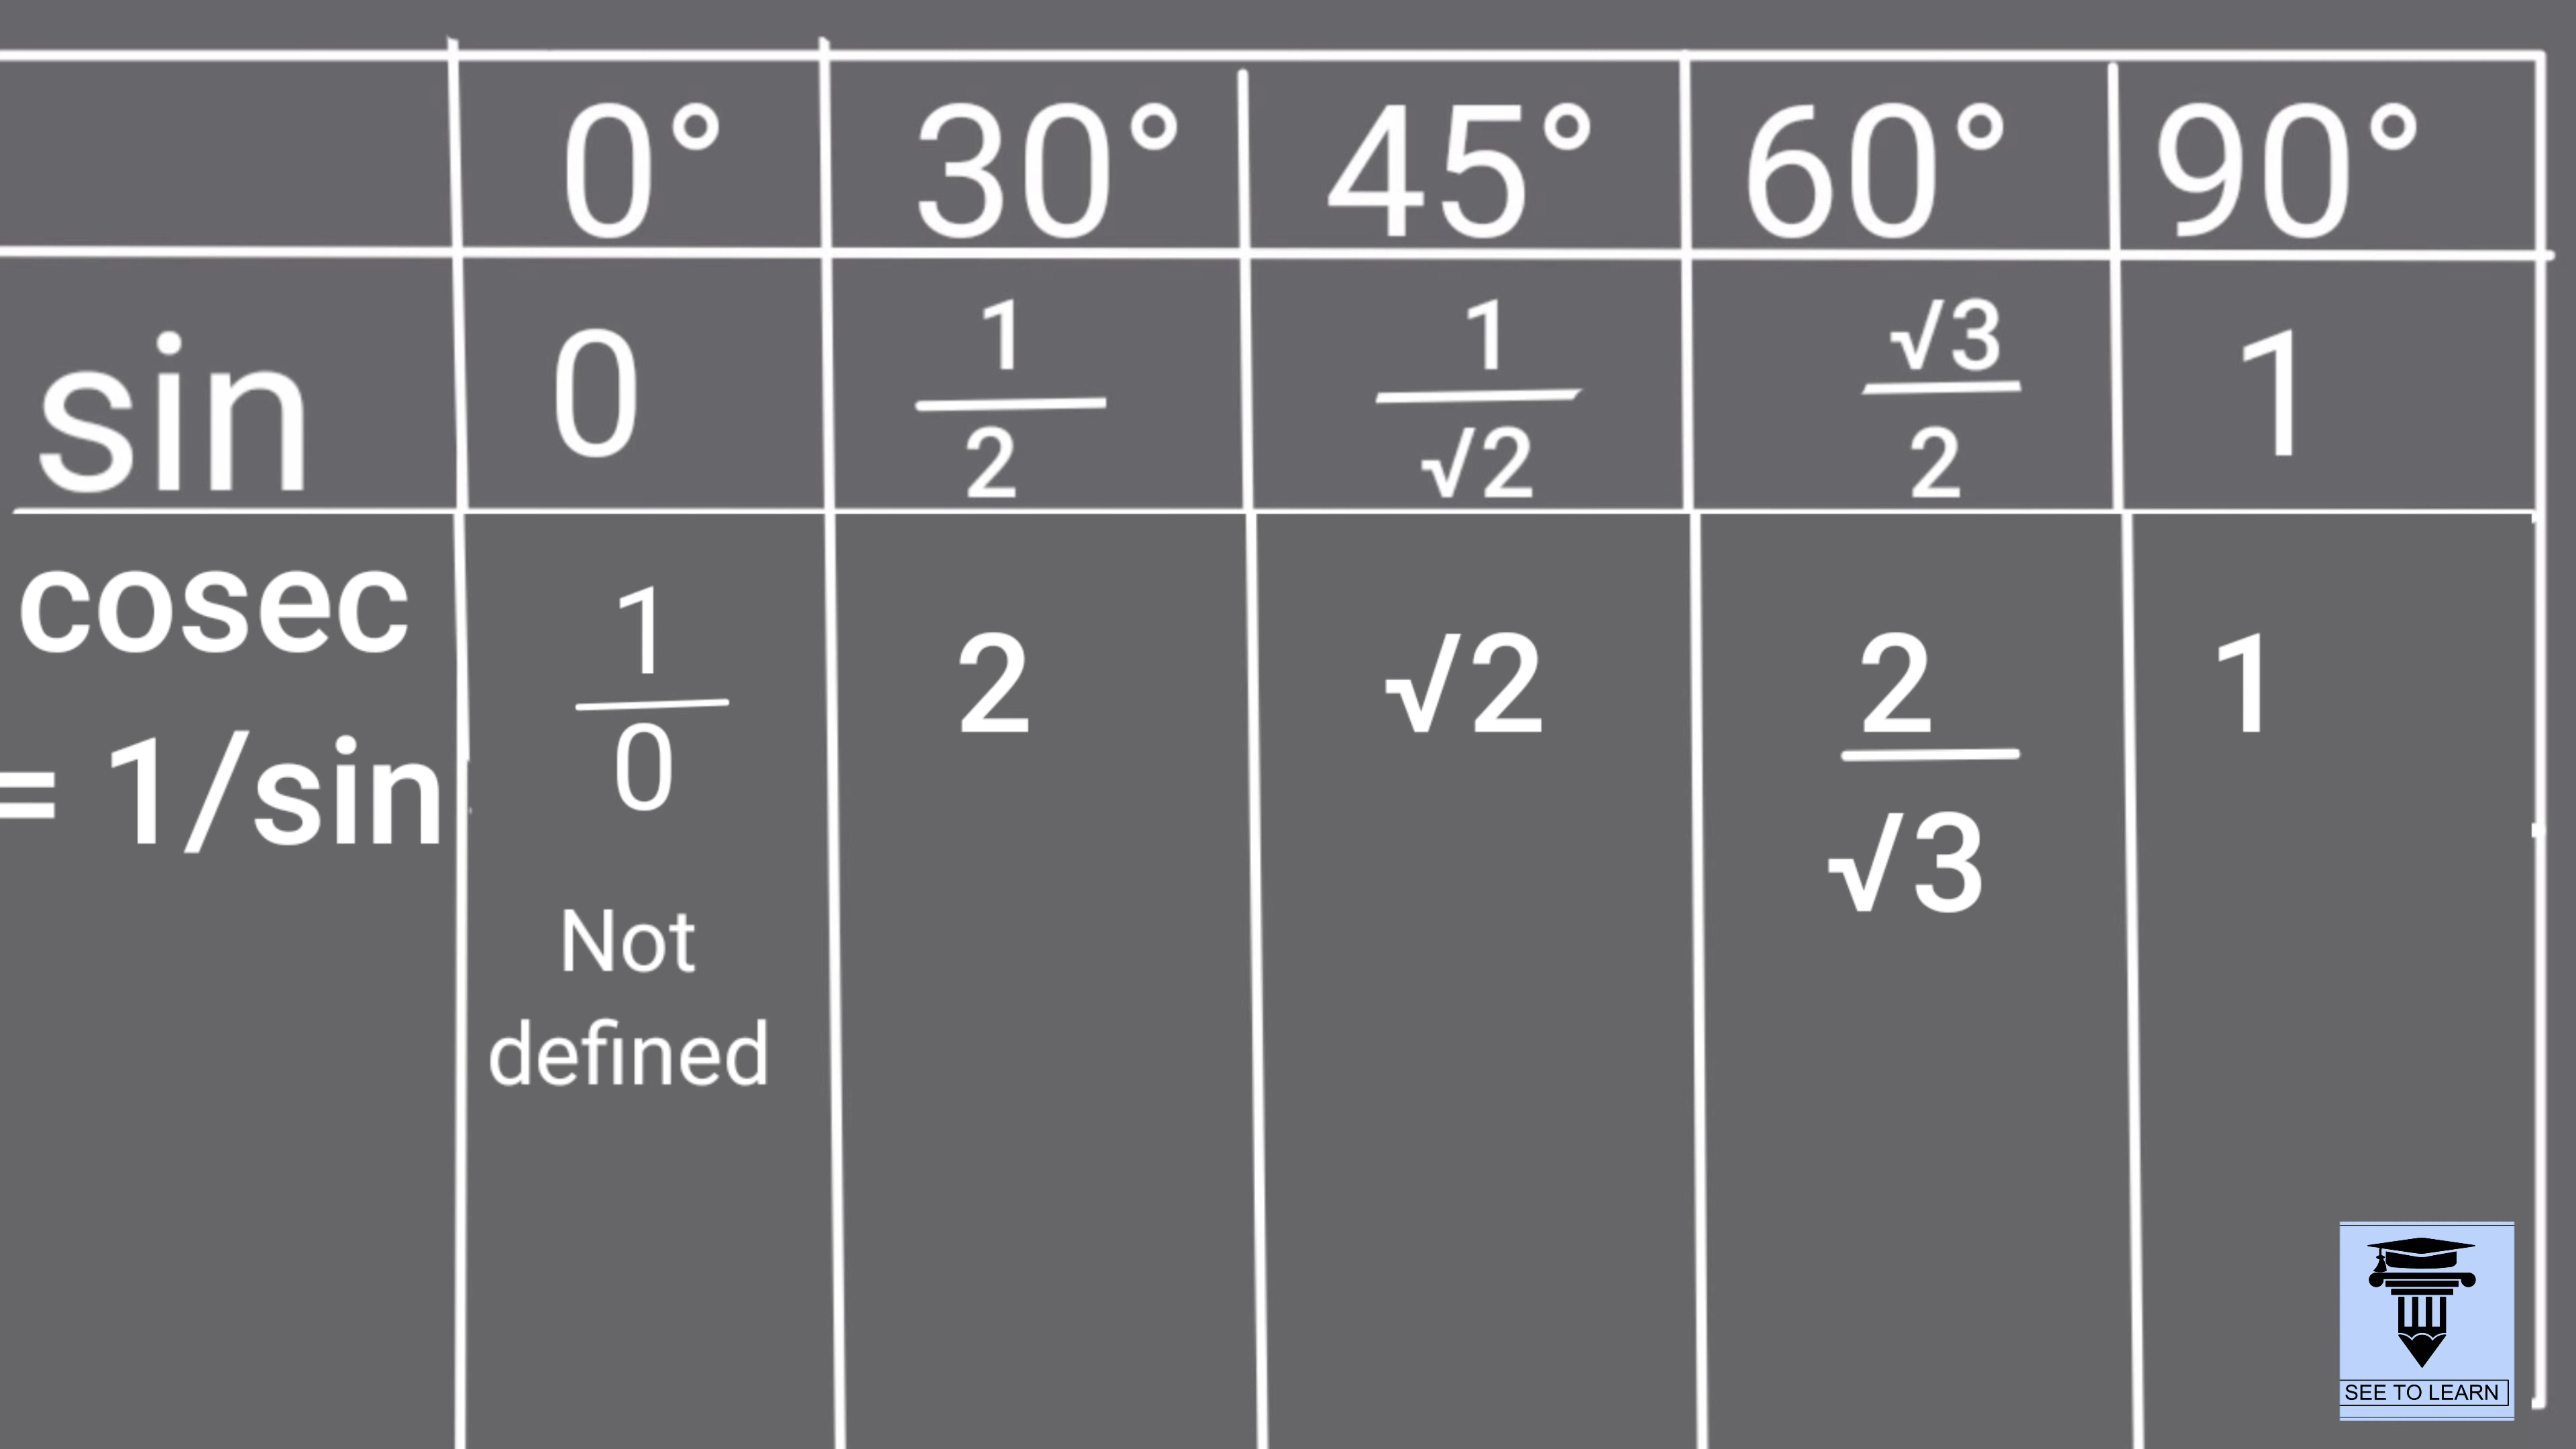 0° 30° 45° 60° 90°
sin 0 1/2 1/√2 √3/2 1
cosec 1/0 2 √2 2/√3 1
= 1/sin
Not
defined
SEE TO LEARN